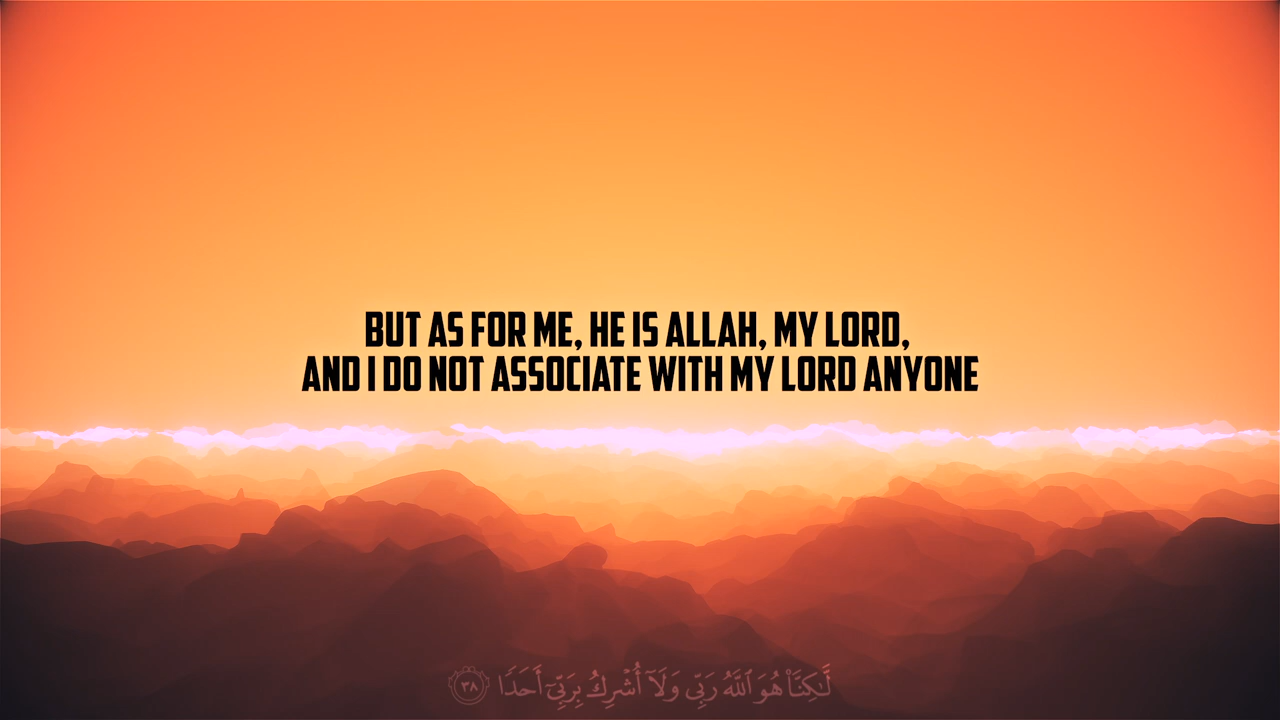 BUT AS FOR ME, HE IS ALLAH, MY LORD,
AND I DO NOT ASSOCIATE WITH MY LORD ANYONE
لَّٰكِنَّا۠ هُوَ ٱللَّهُ رَبِّي وَلَآ أُشْرِكُ بِرَبِّيٓ أَحَدًا ٣٨